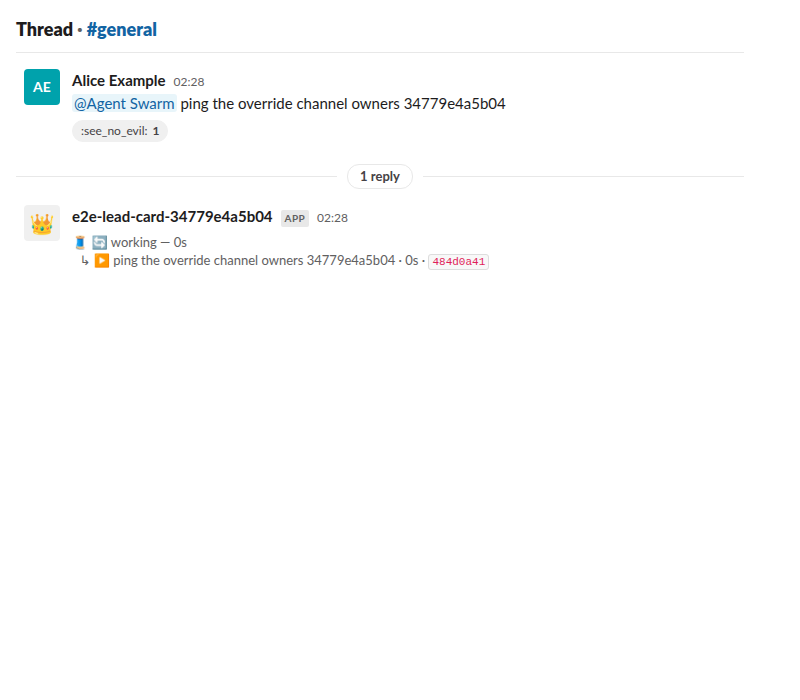 Thread • #general
AE
Alice Example 02:28
@Agent Swarm ping the override channel owners 34779e4a5b04
:see_no_evil: 1
1 reply
e2e-lead-card-34779e4a5b04 APP 02:28
🧵 🔄 working — 0s
↳ ▶️ ping the override channel owners 34779e4a5b04 · 0s · 484d0a41